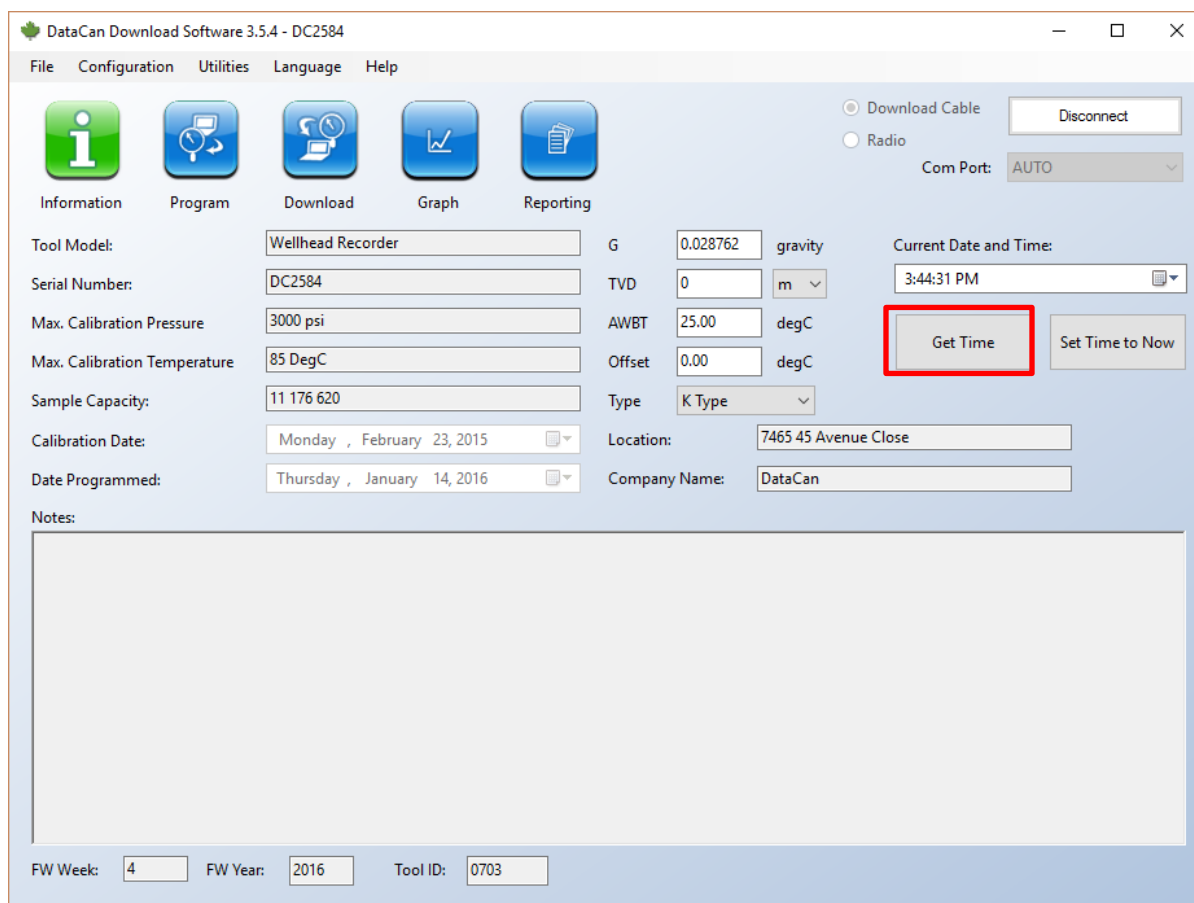 DataCan Download Software 3.5.4 - DC2584
File Configuration Utilities Language Help
Download Cable
Disconnect
Radio
Com Port: AUTO
Information Program Download Graph Reporting
Tool Model: Wellhead Recorder G 0.028762 gravity Current Date and Time:
Serial Number: DC2584 TVD 0 m 3:44:31 PM
Max. Calibration Pressure 3000 psi AWBT 25.00 degC Get Time Set Time to Now
Max. Calibration Temperature 85 DegC Offset 0.00 degC
Sample Capacity: 11 176 620 Type K Type
Calibration Date: Monday , February 23, 2015 Location: 7465 45 Avenue Close
Date Programmed: Thursday , January 14, 2016 Company Name: DataCan
Notes:
FW Week: 4 FW Year: 2016 Tool ID: 0703